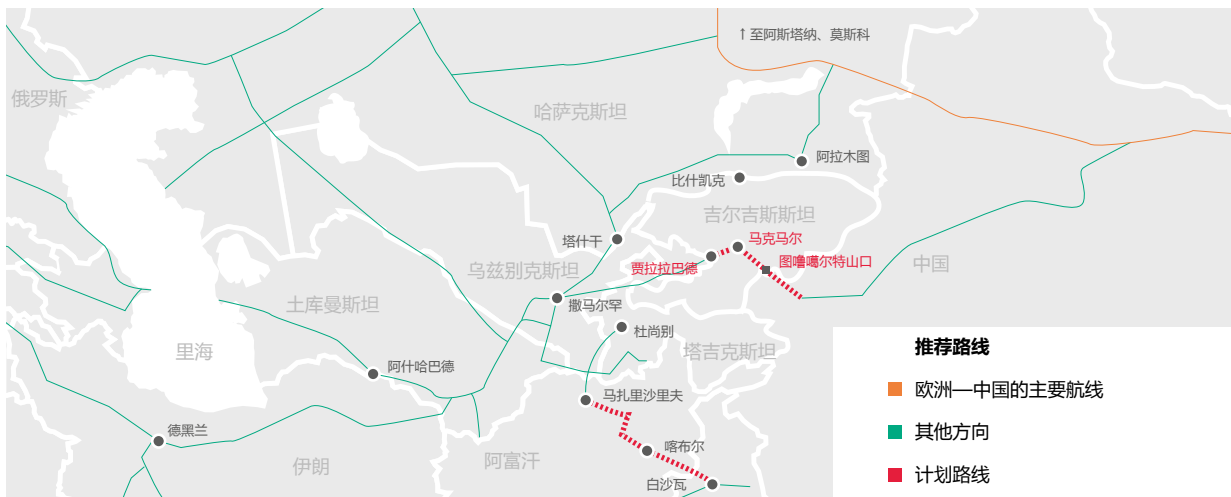 ↑ 至阿斯塔纳、莫斯科
俄罗斯
哈萨克斯坦
阿拉木图
比什凯克
吉尔吉斯斯坦
塔什干
马克马尔
贾拉拉巴德
图噜噶尔特山口
中国
乌兹别克斯坦
土库曼斯坦
撒马尔罕
杜尚别
里海
塔吉克斯坦
阿什哈巴德
马扎里沙里夫
德黑兰
喀布尔
伊朗
阿富汗
白沙瓦
推荐路线
欧洲—中国的主要航线
其他方向
计划路线